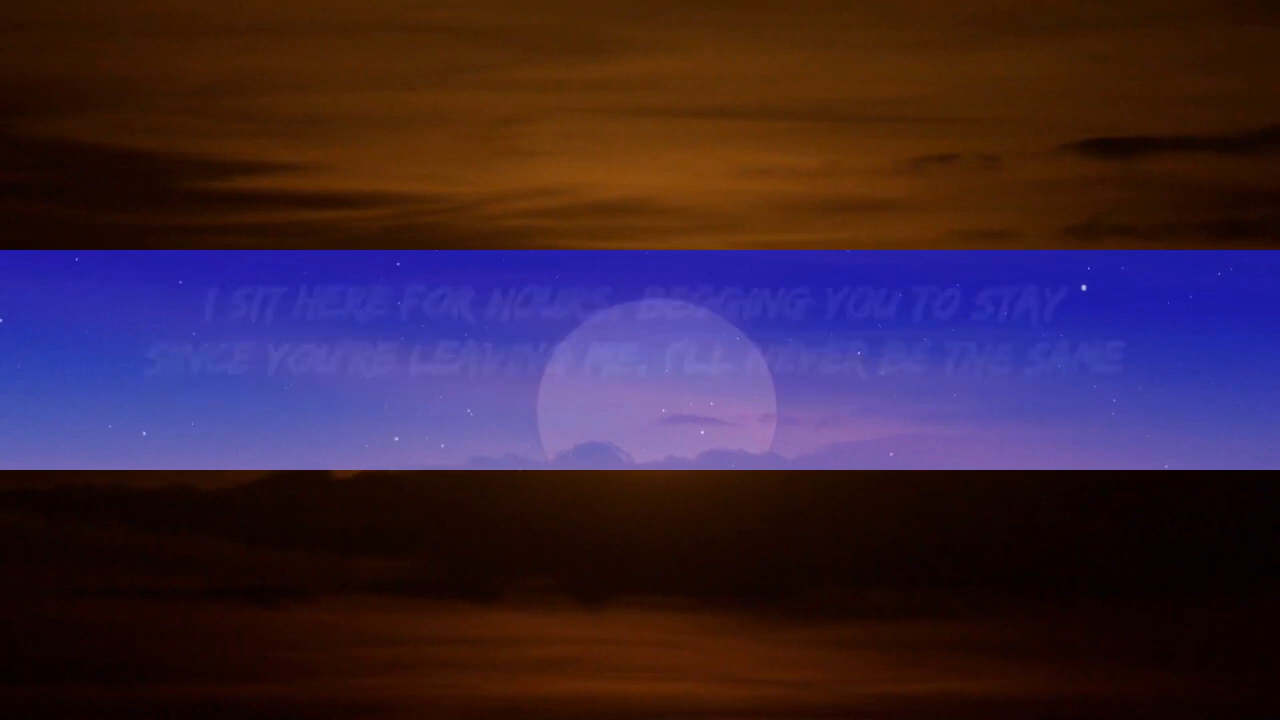 I SIT HERE FOR HOURS, BEGGING YOU TO STAY
SINCE YOU'RE LEAVING ME, I'LL NEVER BE THE SAME